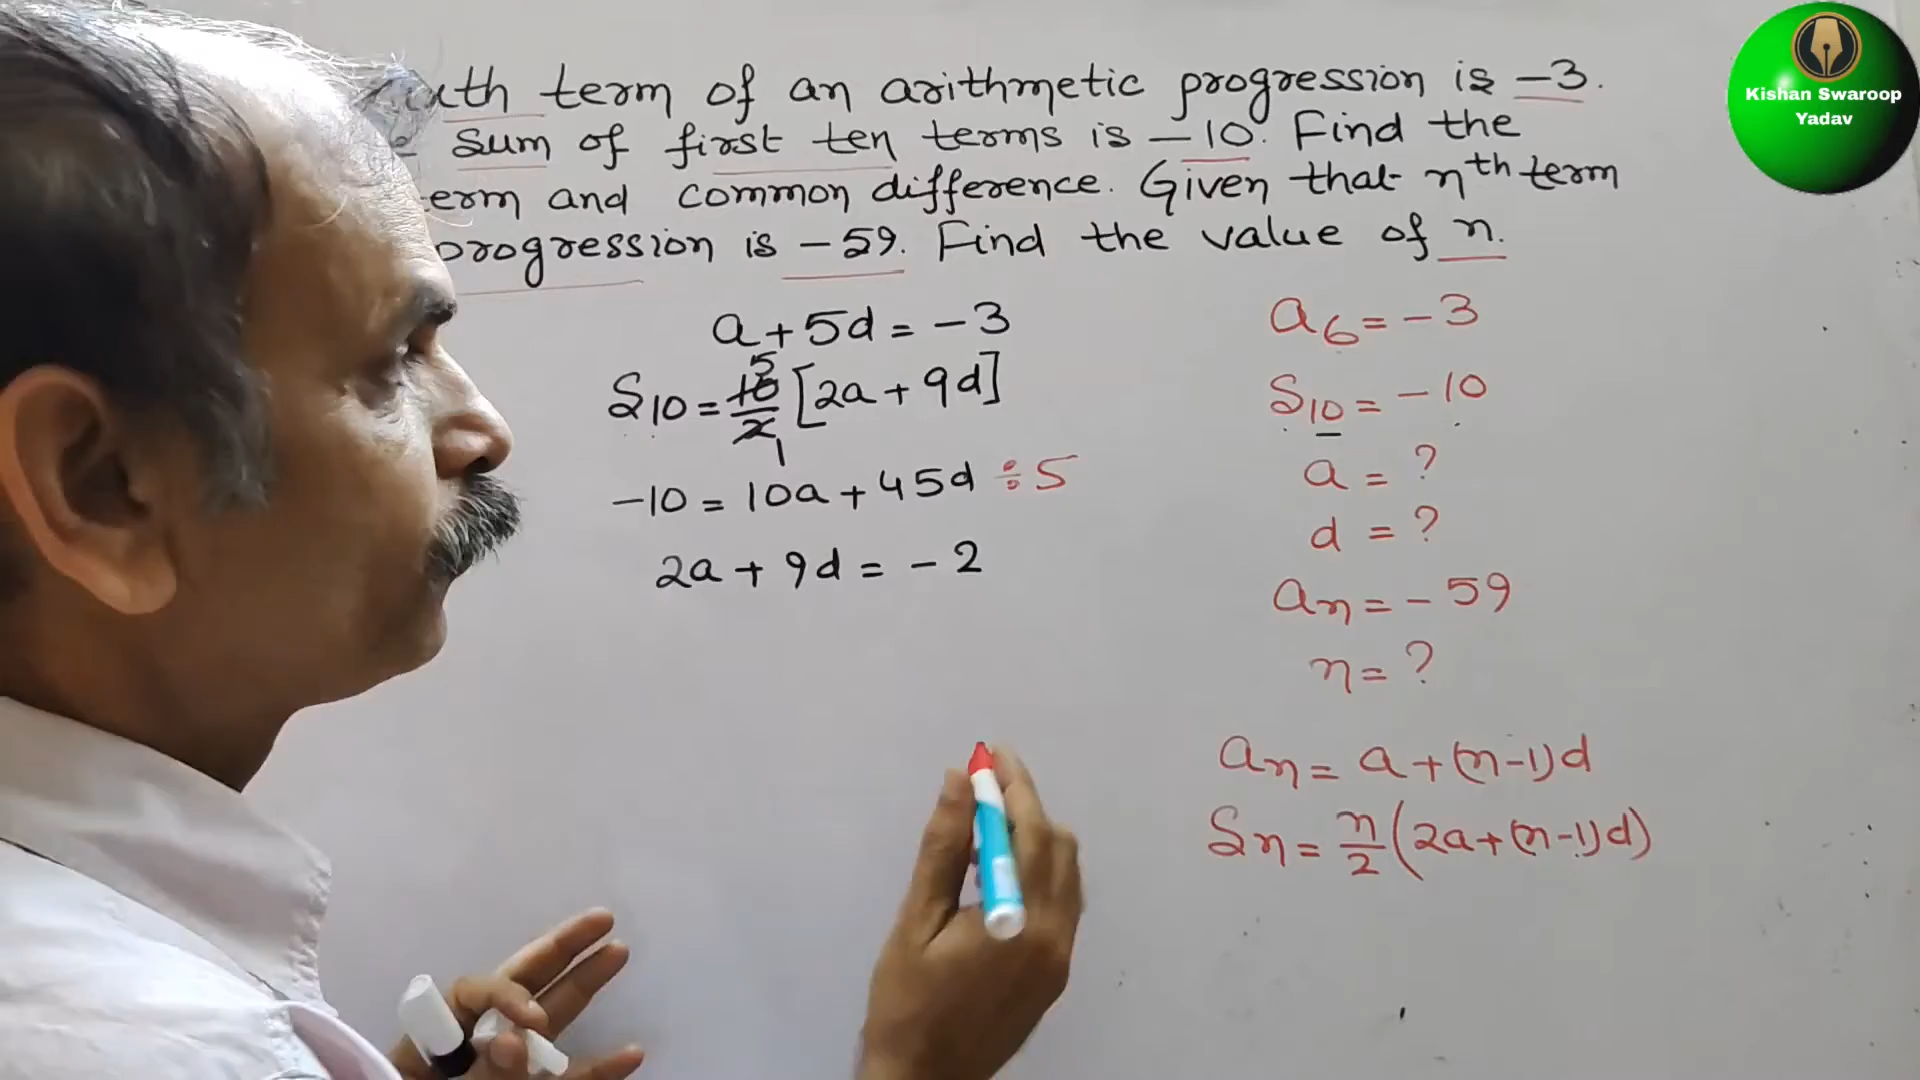 term of an arithmetic progression is -3.
sum of first ten terms is -10. Find the
and common difference. Given that nth term
progression is -59. Find the value of n.
a+5d = -3
S10 = 10/2 [2a + 9d]
5
1
-10 = 10a + 45d ÷5
2a + 9d = -2
a6 = -3
S10 = -10
a = ?
d = ?
an = -59
n = ?
an = a + (n-1)d
Sn = n/2 (2a+(n-1)d)
Kishan Swaroop
Yadav